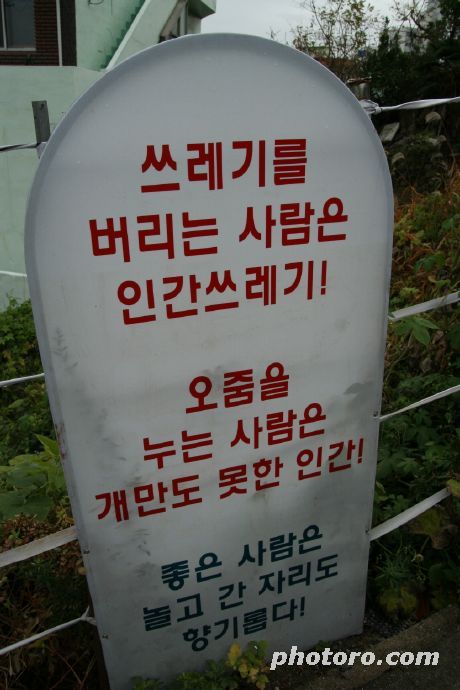 쓰레기를
버리는 사람은
인간쓰레기!
오줌을
누는 사람은
개만도 못한 인간!
좋은 사람은
놀고 간 자리도
향기롭다!
photoro.com